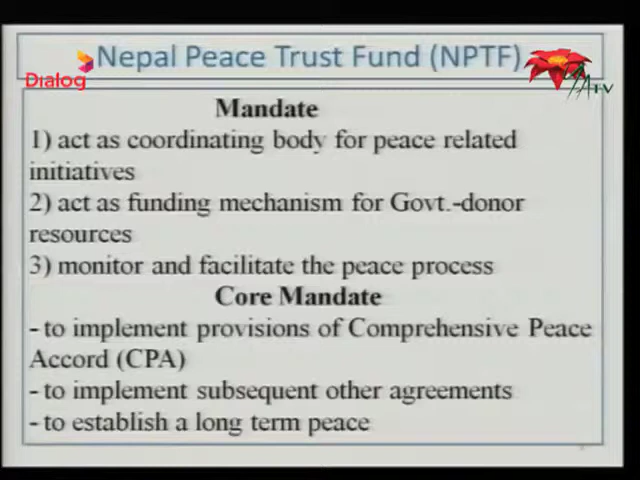 Nepal Peace Trust Fund (NPTF)
Dialog
TV
Mandate
1) act as coordinating body for peace related
initiatives
2) act as funding mechanism for Govt.-donor
resources
3) monitor and facilitate the peace process
Core Mandate
- to implement provisions of Comprehensive Peace
Accord (CPA)
- to implement subsequent other agreements
- to establish a long term peace